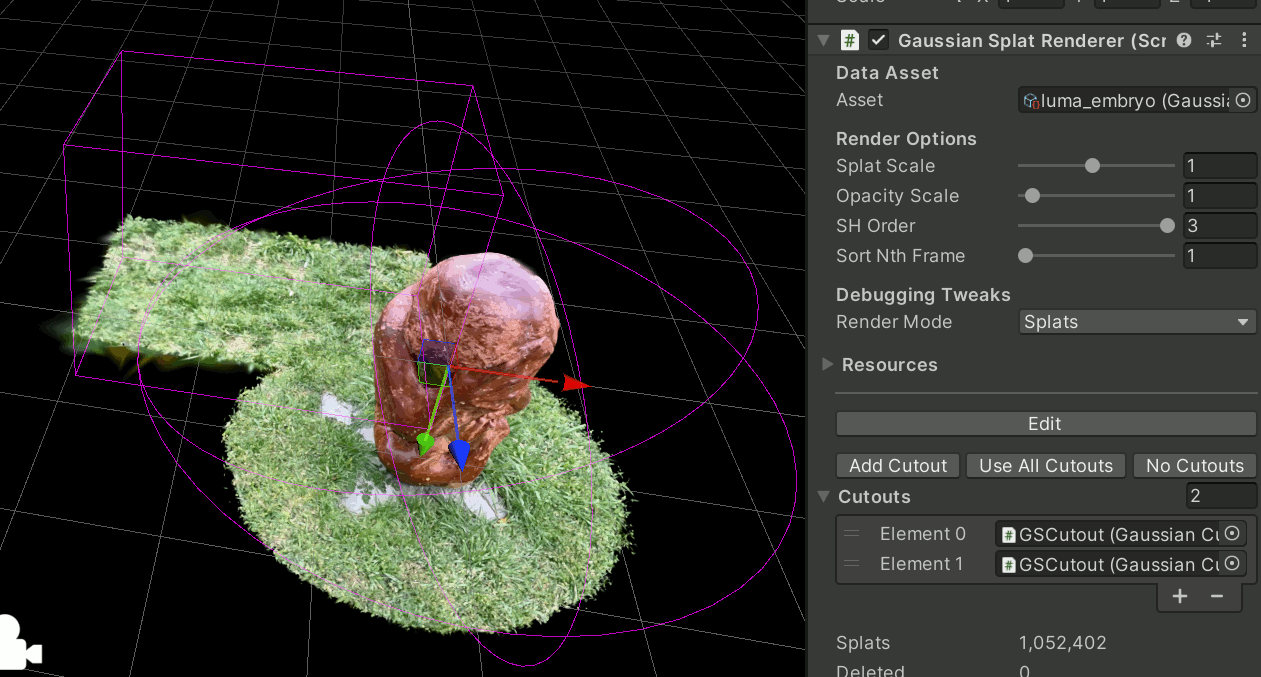 Gaussian Splat Renderer (Scr
Data Asset
Asset luma_embryo (Gaussia
Render Options
Splat Scale 1
Opacity Scale 1
SH Order 3
Sort Nth Frame 1
Debugging Tweaks
Render Mode Splats
Resources
Edit
Add Cutout Use All Cutouts No Cutouts
Cutouts 2
Element 0 GSCutout (Gaussian Cu
Element 1 GSCutout (Gaussian Cu
Splats 1,052,402
Deleted 0